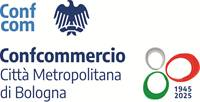 Conf
com
Confcommercio
Città Metropolitana
di Bologna
1945
2025